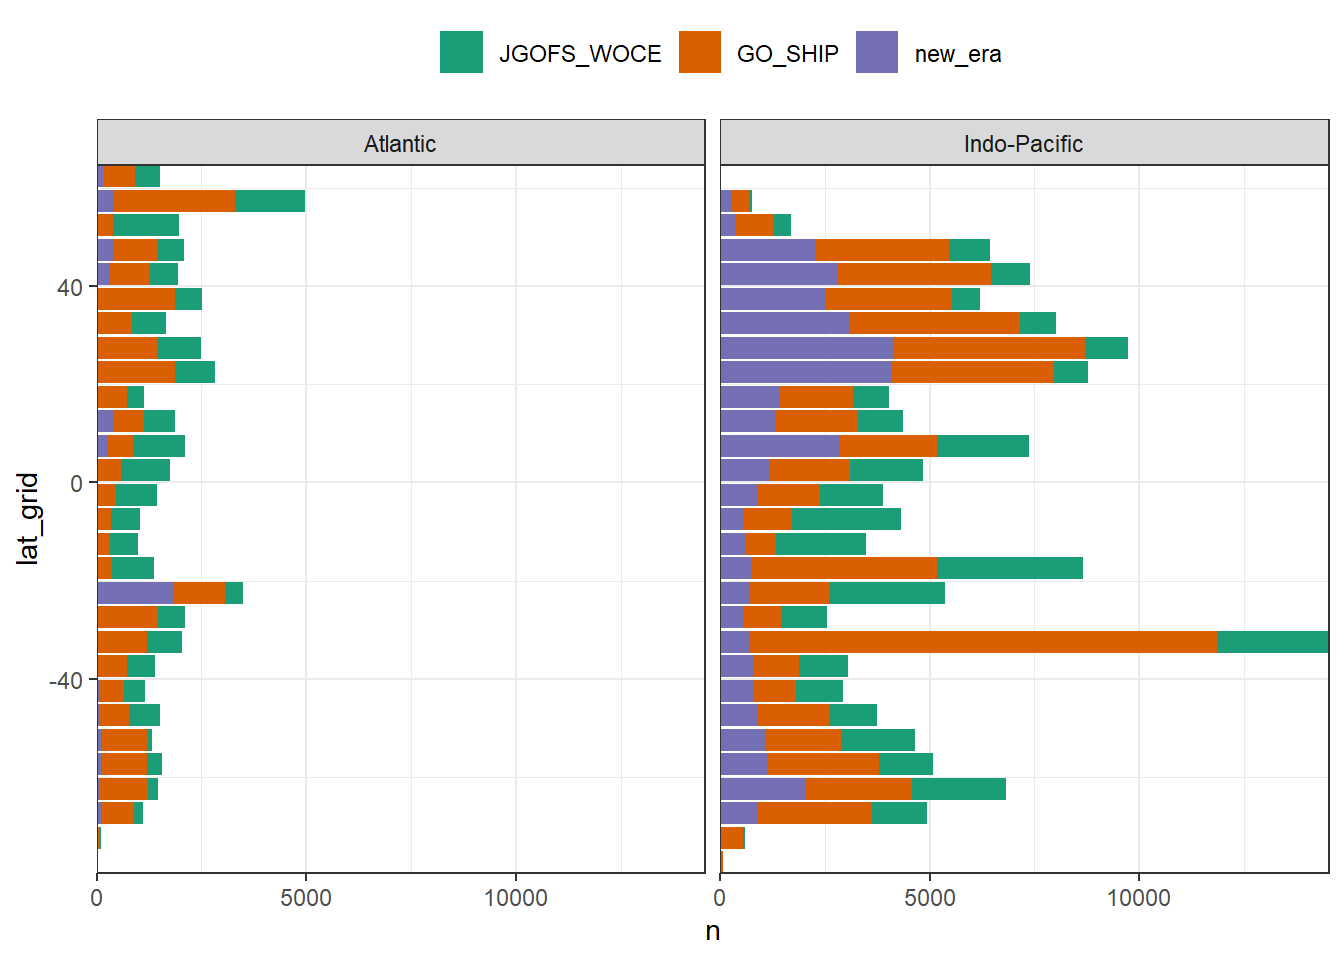 JGOFS_WOCE GO_SHIP new_era
Atlantic Indo-Pacific
lat_grid
40
0
-40
0 5000 10000 0 5000 10000
n